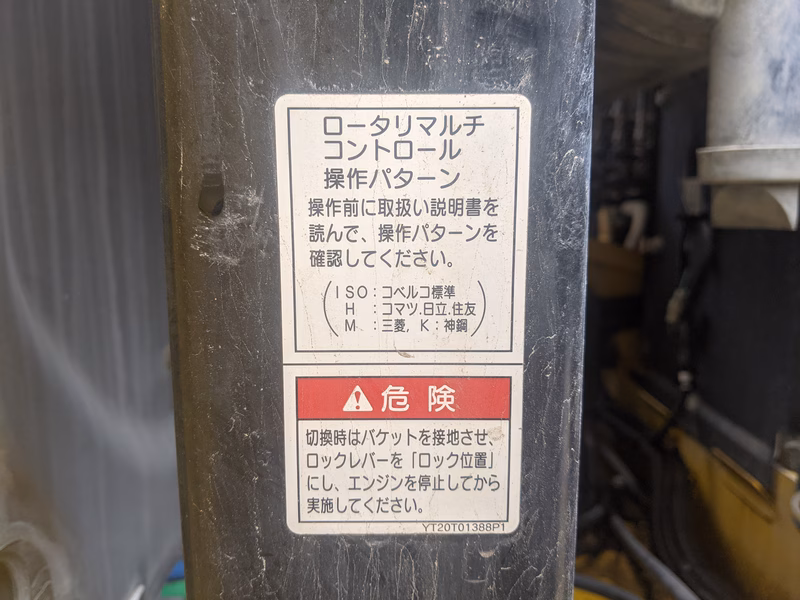 ロータリマルチ
コントロール
操作パターン
操作前に取扱い説明書を
読んで、操作パターンを
確認してください。
ISO：コベルコ標準
H：コマツ.日立.住友
M：三菱, K：神鋼
危険
切換時はバケットを接地させ、
ロックレバーを「ロック位置」
にし、エンジンを停止してから
実施してください。
YT20T01388P1
7